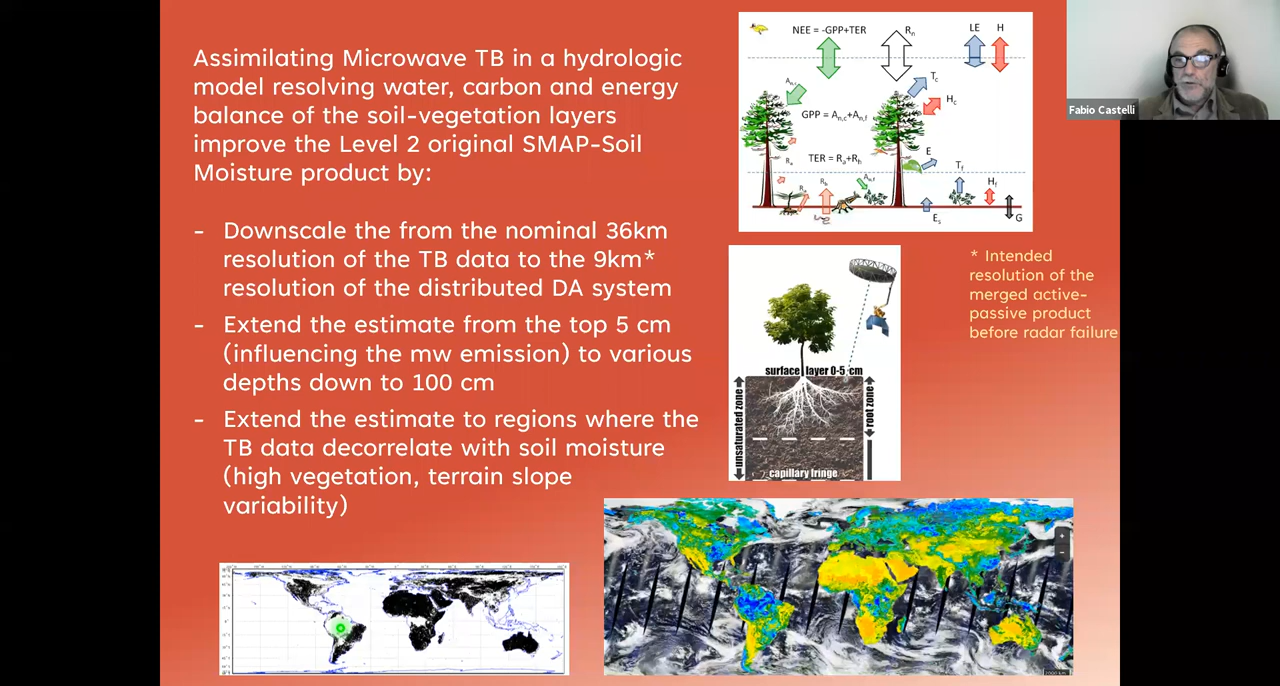 Assimilating Microwave TB in a hydrologic
model resolving water, carbon and energy
balance of the soil-vegetation layers
improve the Level 2 original SMAP-Soil
Moisture product by:
- Downscale the from the nominal 36km
resolution of the TB data to the 9km*
resolution of the distributed DA system
- Extend the estimate from the top 5 cm
(influencing the mw emission) to various
depths down to 100 cm
- Extend the estimate to regions where the
TB data decorrelate with soil moisture
(high vegetation, terrain slope
variability)
NEE = -GPP+TER
Rn
LE
H
An,c
Tc
Hc
GPP = An,c+An,f
TER = Ra+Rh
E
Ra
Ra
Rh
An,f
Tf
Hf
Es
G
surface layer 0-5 cm
unsaturated zone
root zone
capillary fringe
* Intended
resolution of the
merged active-
passive product
before radar failure
Fabio Castelli